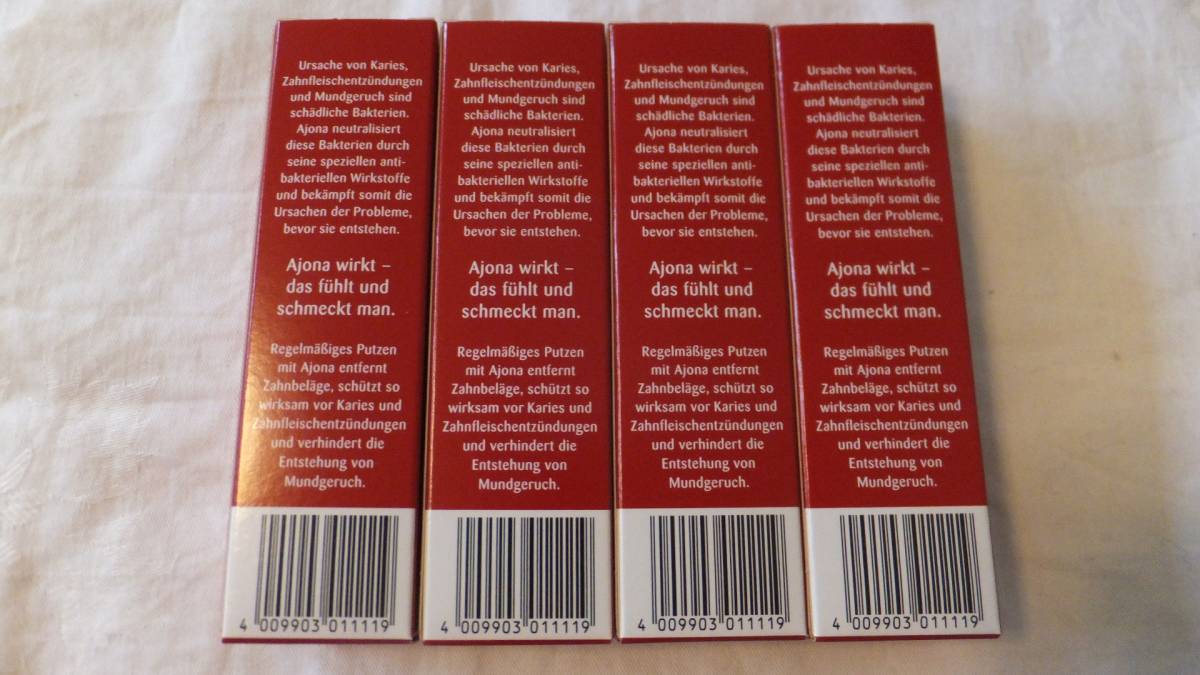 Ursache von Karies,
Zahnfleischentzündungen
und Mundgeruch sind
schädliche Bakterien.
Ajona neutralisiert
diese Bakterien durch
seine speziellen anti-
bakteriellen Wirkstoffe
und bekämpft somit die
Ursachen der Probleme,
bevor sie entstehen.
Ajona wirkt –
das fühlt und
schmeckt man.
Regelmäßiges Putzen
mit Ajona entfernt
Zahnbeläge, schützt so
wirksam vor Karies und
Zahnfleischentzündungen
und verhindert die
Entstehung von
Mundgeruch.
4 009903 011119
Ursache von Karies,
Zahnfleischentzündungen
und Mundgeruch sind
schädliche Bakterien.
Ajona neutralisiert
diese Bakterien durch
seine speziellen anti-
bakteriellen Wirkstoffe
und bekämpft somit die
Ursachen der Probleme,
bevor sie entstehen.
Ajona wirkt –
das fühlt und
schmeckt man.
Regelmäßiges Putzen
mit Ajona entfernt
Zahnbeläge, schützt so
wirksam vor Karies und
Zahnfleischentzündungen
und verhindert die
Entstehung von
Mundgeruch.
4 009903 011119
Ursache von Karies,
Zahnfleischentzündungen
und Mundgeruch sind
schädliche Bakterien.
Ajona neutralisiert
diese Bakterien durch
seine speziellen anti-
bakteriellen Wirkstoffe
und bekämpft somit die
Ursachen der Probleme,
bevor sie entstehen.
Ajona wirkt –
das fühlt und
schmeckt man.
Regelmäßiges Putzen
mit Ajona entfernt
Zahnbeläge, schützt so
wirksam vor Karies und
Zahnfleischentzündungen
und verhindert die
Entstehung von
Mundgeruch.
4 009903 011119
Ursache von Karies,
Zahnfleischentzündungen
und Mundgeruch sind
schädliche Bakterien.
Ajona neutralisiert
diese Bakterien durch
seine speziellen anti-
bakteriellen Wirkstoffe
und bekämpft somit die
Ursachen der Probleme,
bevor sie entstehen.
Ajona wirkt –
das fühlt und
schmeckt man.
Regelmäßiges Putzen
mit Ajona entfernt
Zahnbeläge, schützt so
wirksam vor Karies und
Zahnfleischentzündungen
und verhindert die
Entstehung von
Mundgeruch.
4 009903 011119